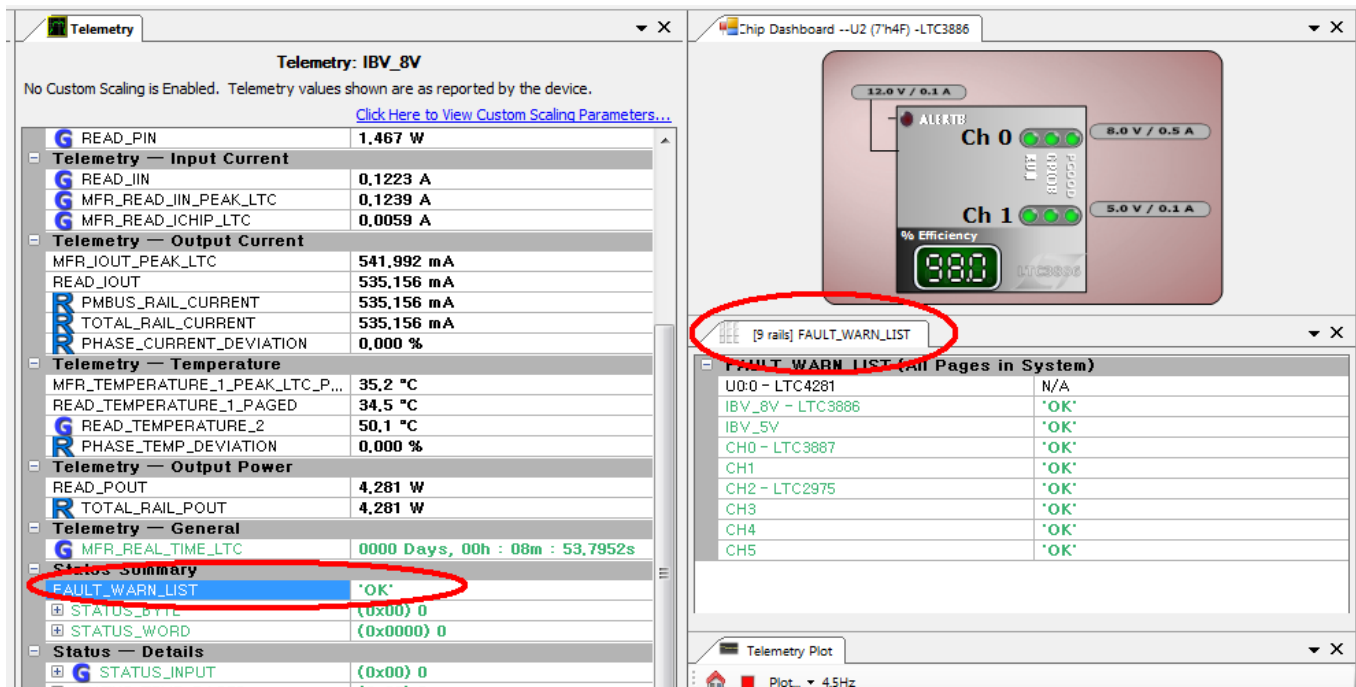 Telemetry
Telemetry: IBV_8V
No Custom Scaling is Enabled. Telemetry values shown are as reported by the device.
Click Here to View Custom Scaling Parameters...
G READ_PIN 1.467 W
Telemetry — Input Current
G READ_IIN 0.1223 A
G MFR_READ_IIN_PEAK_LTC 0.1239 A
G MFR_READ_ICHIP_LTC 0.0059 A
Telemetry — Output Current
MFR_IOUT_PEAK_LTC 541.992 mA
READ_IOUT 535.156 mA
R PMBUS_RAIL_CURRENT 535.156 mA
R TOTAL_RAIL_CURRENT 535.156 mA
R PHASE_CURRENT_DEVIATION 0.000 %
Telemetry — Temperature
MFR_TEMPERATURE_1_PEAK_LTC_P... 35.2 °C
READ_TEMPERATURE_1_PAGED 34.5 °C
G READ_TEMPERATURE_2 50.1 °C
R PHASE_TEMP_DEVIATION 0.000 %
Telemetry — Output Power
READ_POUT 4.281 W
R TOTAL_RAIL_POUT 4.281 W
Telemetry — General
G MFR_REAL_TIME_LTC 0000 Days, 00h : 08m : 53.7952s
Status Summary
FAULT_WARN_LIST "OK"
STATUS_BYTE (0x00) 0
STATUS_WORD (0x0000) 0
Status — Details
G STATUS_INPUT (0x00) 0
Chip Dashboard --U2 (7'h4F) -LTC3886
12.0 V / 0.1 A
ALERTB
Ch 0
8.0 V / 0.5 A
RUN
GPIOB
PGOOD
Ch 1
5.0 V / 0.1 A
% Efficiency
98.0
LTC3886
[9 rails] FAULT_WARN_LIST
FAULT_WARN_LIST (All Pages in System)
U0:0 - LTC4281 N/A
IBV_8V - LTC3886 "OK"
IBV_5V "OK"
CH0 - LTC3887 "OK"
CH1 "OK"
CH2 - LTC2975 "OK"
CH3 "OK"
CH4 "OK"
CH5 "OK"
Telemetry Plot
Plot... 4.5Hz